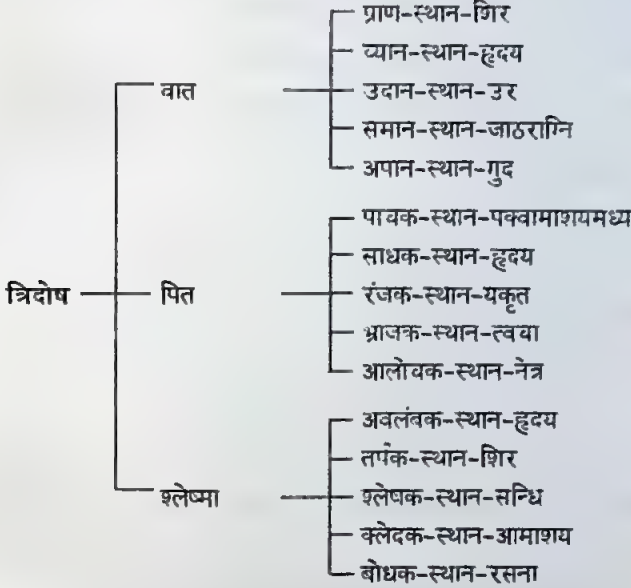 प्राण-स्थान-शिर
व्यान-स्थान-हृदय
वात
उदान-स्थान-उर
समान-स्थान-जाठराग्नि
अपान-स्थान-गुद
पाचक-स्थान-पक्वामाशयमध्य
साधक-स्थान-हृदय
त्रिदोष
पित
रंजक-स्थान-यकृत
भ्राजक-स्थान-त्वचा
आलोचक-स्थान-नेत्र
अवलंबक-स्थान-हृदय
तर्पक-स्थान-शिर
श्लेष्मा
श्लेषक-स्थान-सन्धि
क्लेदक-स्थान-आमाशय
बोधक-स्थान-रसना